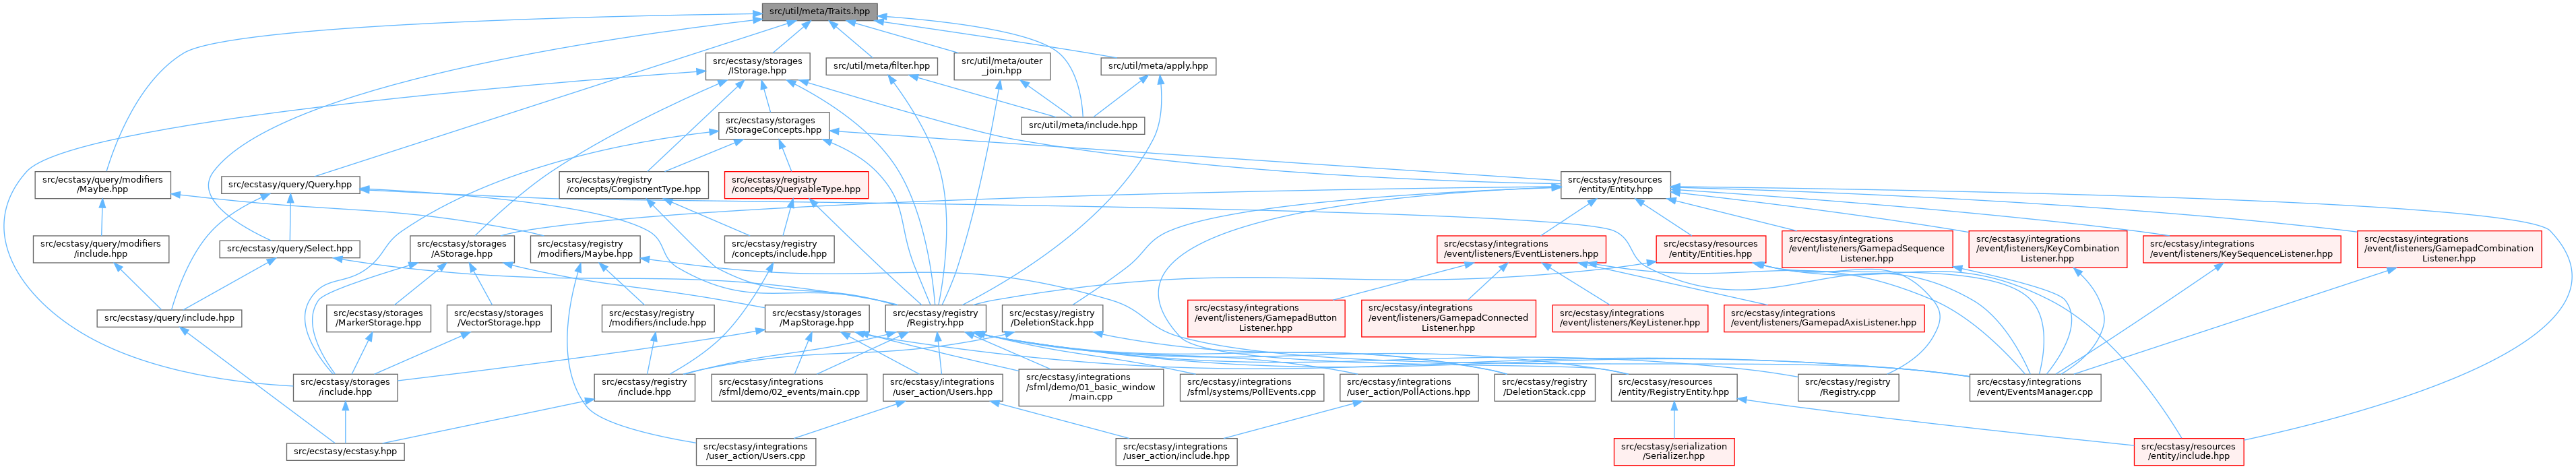 src/util/meta/Traits.hpp
src/ecstasy/storages
/IStorage.hpp
src/util/meta/filter.hpp
src/util/meta/outer
_join.hpp
src/util/meta/apply.hpp
src/ecstasy/storages
/StorageConcepts.hpp
src/util/meta/include.hpp
src/ecstasy/query/modifiers
/Maybe.hpp
src/ecstasy/query/Query.hpp
src/ecstasy/registry
/concepts/ComponentType.hpp
src/ecstasy/registry
/concepts/QueryableType.hpp
src/ecstasy/resources
/entity/Entity.hpp
src/ecstasy/query/modifiers
/include.hpp
src/ecstasy/query/Select.hpp
src/ecstasy/storages
/AStorage.hpp
src/ecstasy/registry
/modifiers/Maybe.hpp
src/ecstasy/registry
/concepts/include.hpp
src/ecstasy/integrations
/event/listeners/EventListeners.hpp
src/ecstasy/resources
/entity/Entities.hpp
src/ecstasy/integrations
/event/listeners/GamepadSequence
Listener.hpp
src/ecstasy/integrations
/event/listeners/KeyCombination
Listener.hpp
src/ecstasy/integrations
/event/listeners/KeySequenceListener.hpp
src/ecstasy/integrations
/event/listeners/GamepadCombination
Listener.hpp
src/ecstasy/query/include.hpp
src/ecstasy/storages
/MarkerStorage.hpp
src/ecstasy/storages
/VectorStorage.hpp
src/ecstasy/registry
/modifiers/include.hpp
src/ecstasy/storages
/MapStorage.hpp
src/ecstasy/registry
/Registry.hpp
src/ecstasy/registry
/DeletionStack.hpp
src/ecstasy/integrations
/event/listeners/GamepadButton
Listener.hpp
src/ecstasy/integrations
/event/listeners/GamepadConnected
Listener.hpp
src/ecstasy/integrations
/event/listeners/KeyListener.hpp
src/ecstasy/integrations
/event/listeners/GamepadAxisListener.hpp
src/ecstasy/storages
/include.hpp
src/ecstasy/registry
/include.hpp
src/ecstasy/integrations
/sfml/demo/02_events/main.cpp
src/ecstasy/integrations
/user_action/Users.hpp
src/ecstasy/integrations
/sfml/demo/01_basic_window
/main.cpp
src/ecstasy/integrations
/sfml/systems/PollEvents.cpp
src/ecstasy/integrations
/user_action/PollActions.hpp
src/ecstasy/registry
/DeletionStack.cpp
src/ecstasy/resources
/entity/RegistryEntity.hpp
src/ecstasy/registry
/Registry.cpp
src/ecstasy/integrations
/event/EventsManager.cpp
src/ecstasy/ecstasy.hpp
src/ecstasy/integrations
/user_action/Users.cpp
src/ecstasy/integrations
/user_action/include.hpp
src/ecstasy/serialization
/Serializer.hpp
src/ecstasy/resources
/entity/include.hpp